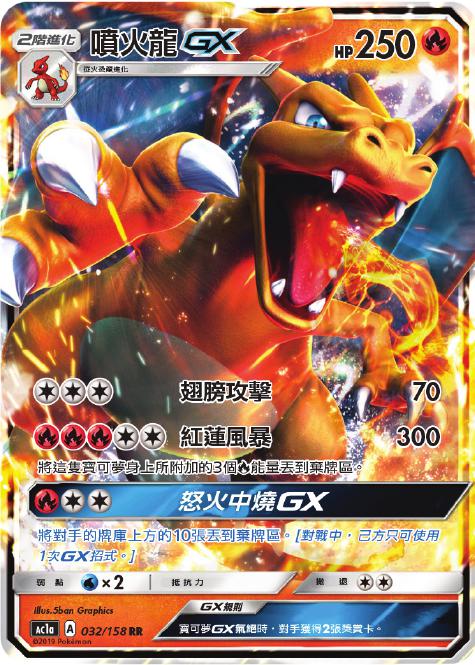 2階進化
噴火龍GX
HP250
從火恐龍進化
翅膀攻擊 70
紅蓮風暴 300
將這隻寶可夢身上所附加的3個能量丟到棄牌區。
怒火中燒GX
將對手的牌庫上方的10張丟到棄牌區。[對戰中,己方只可使用
1次GX招式。]
弱點 ×2 抵抗力 撤退
illus.5ban Graphics
GX規則
AC1a A 032/158 RR
寶可夢GX氣絕時,對手獲得2張獎賞卡。
©2019 Pokémon